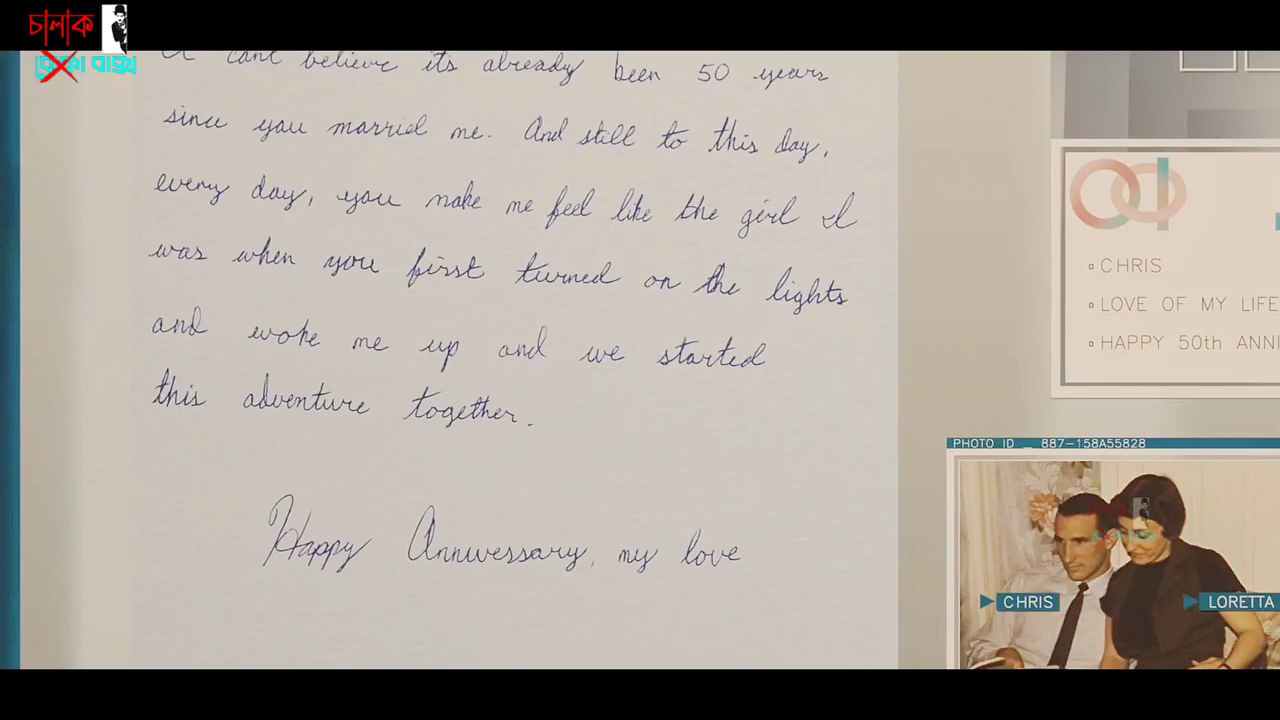 চালাক
বোকা বাক্স
I cant believe its already been 50 years
since you married me. And still to this day,
every day, you make me feel like the girl I
was when you first turned on the lights
and woke me up and we started
this adventure together.
Happy Anniversary, my love
CHRIS
LOVE OF MY LIFE
HAPPY 50th ANNI
PHOTO ID _ 887-158A55828
CHRIS
LORETTA